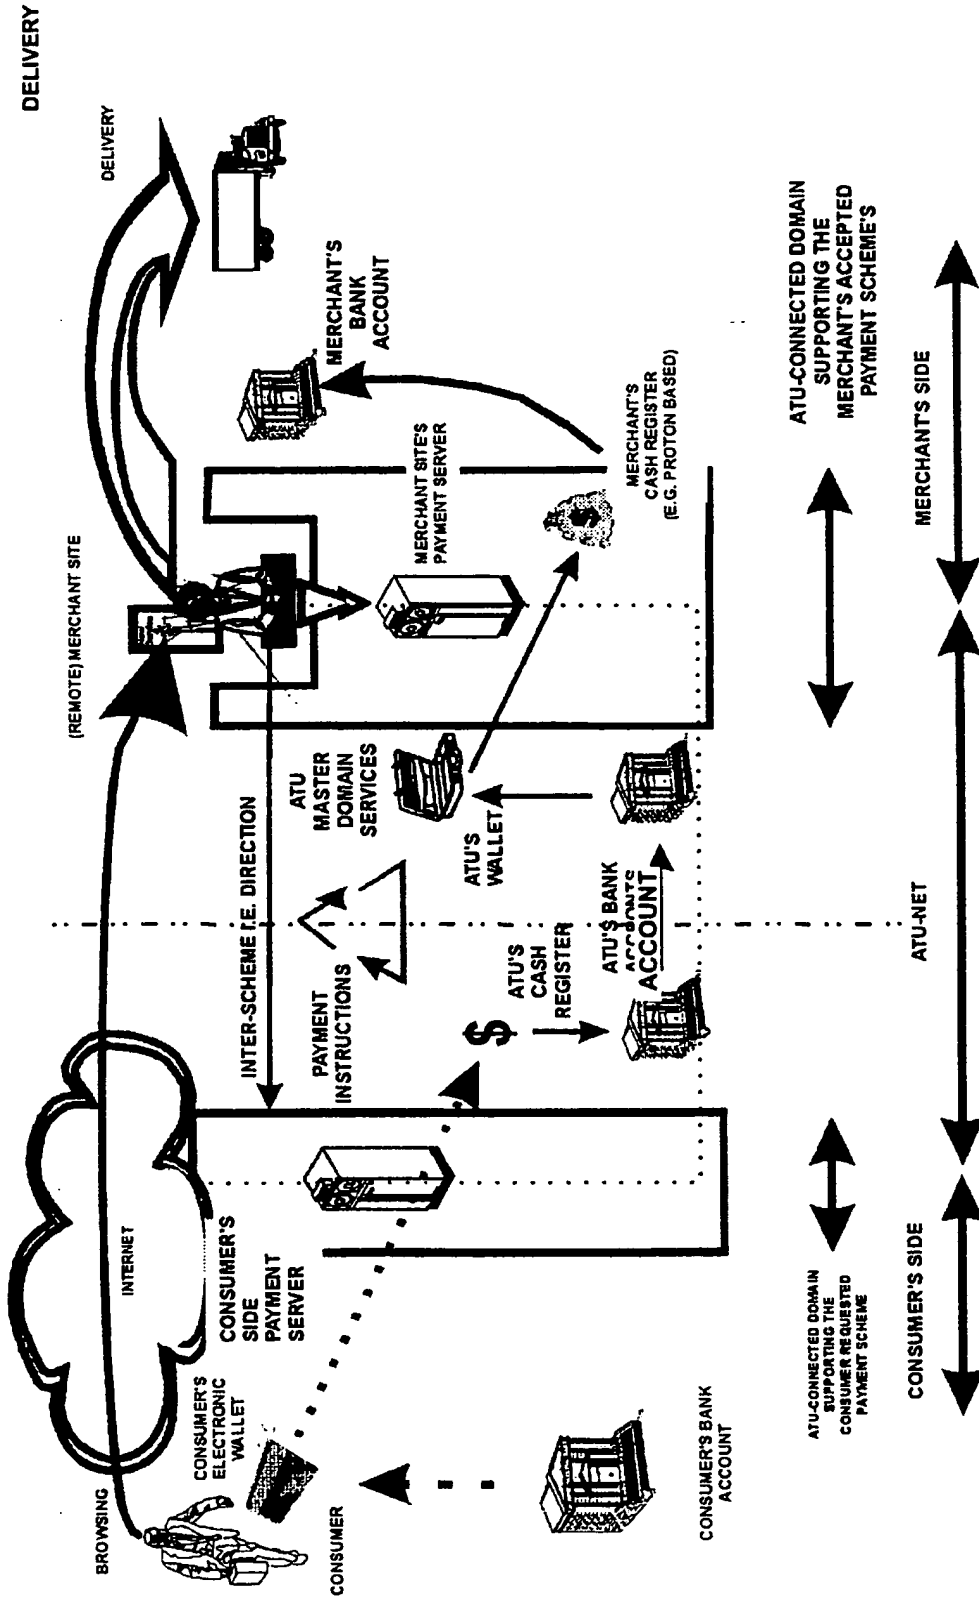 DELIVERY
BROWSING
INTERNET
(REMOTE) MERCHANT SITE
DELIVERY
CONSUMER'S
ELECTRONIC
WALLET
CONSUMER'S
SIDE
PAYMENT
SERVER
CONSUMER
INTER-SCHEME I.E. DIRECTION
PAYMENT
INSTRUCTIONS
ATU
MASTER
DOMAIN
SERVICES
MERCHANT'S
BANK
ACCOUNT
MERCHANT SITE'S
PAYMENT SERVER
ATU'S
WALLET
$
ATU'S
CASH
REGISTER
ATU'S BANK
ACCOUNT
MERCHANT'S
CASH REGISTER
(E.G. PROTON BASED)
CONSUMER'S BANK
ACCOUNT
ATU-CONNECTED DOMAIN
SUPPORTING THE
CONSUMER REQUESTED
PAYMENT SCHEME
ATU-CONNECTED DOMAIN
SUPPORTING THE
MERCHANT'S ACCEPTED
PAYMENT SCHEME'S
CONSUMER'S SIDE
ATU-NET
MERCHANT'S SIDE